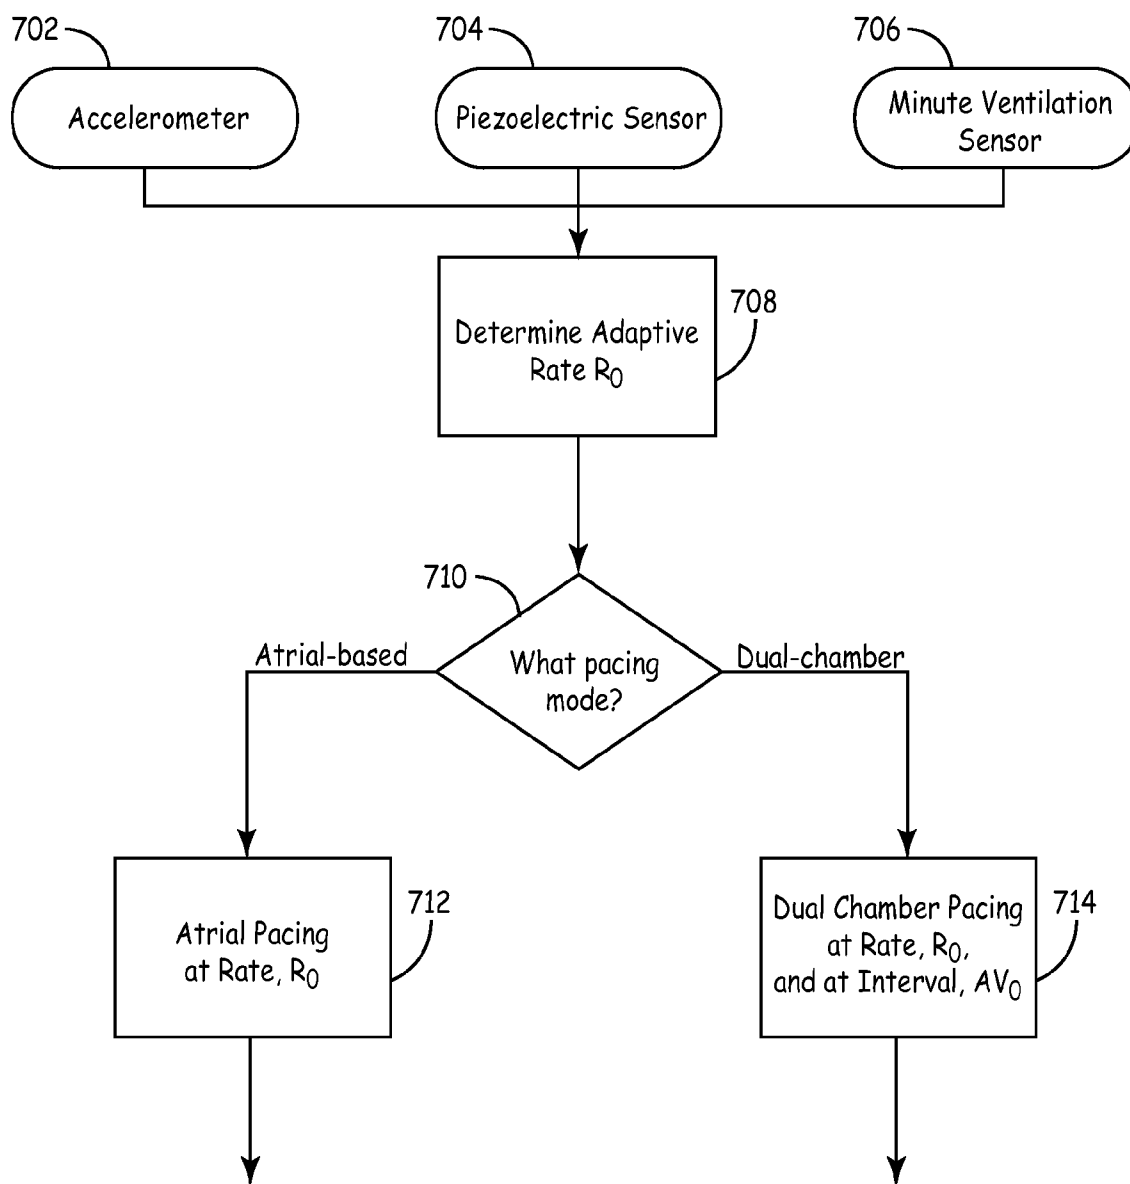 702
704
706
Accelerometer
Piezoelectric Sensor
Minute Ventilation
Sensor
708
Determine Adaptive
Rate R0
710
Atrial-based
What pacing
mode?
Dual-chamber
712
Atrial Pacing
at Rate, R0
714
Dual Chamber Pacing
at Rate, R0,
and at Interval, AV0